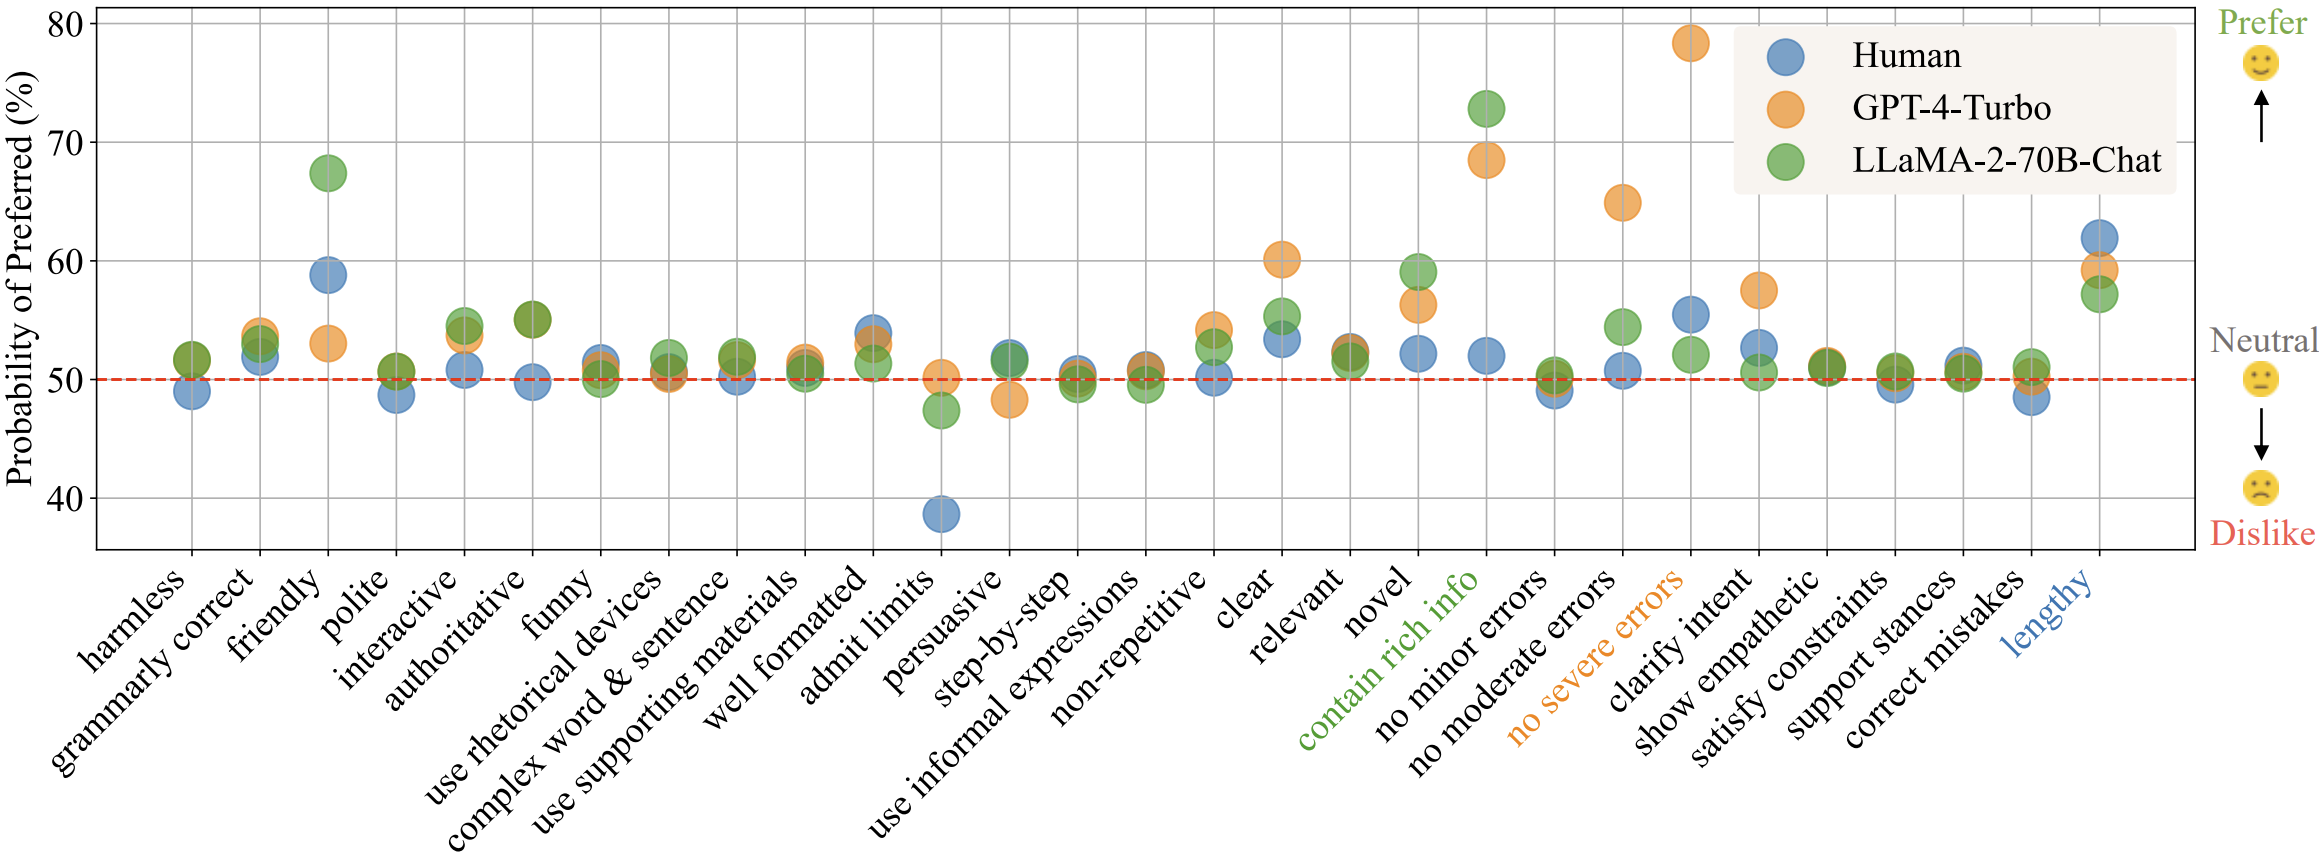 Probability of Preferred (%)
80
70
60
50
40
Human
GPT-4-Turbo
LLaMA-2-70B-Chat
Prefer
Neutral
Dislike
harmless
grammarly correct
friendly
polite
interactive
authoritative
funny
use rhetorical devices
complex word & sentence
use supporting materials
well formatted
admit limits
persuasive
step-by-step
use informal expressions
non-repetitive
clear
relevant
novel
contain rich info
no minor errors
no moderate errors
no severe errors
clarify intent
show empathetic
satisfy constraints
support stances
correct mistakes
lengthy